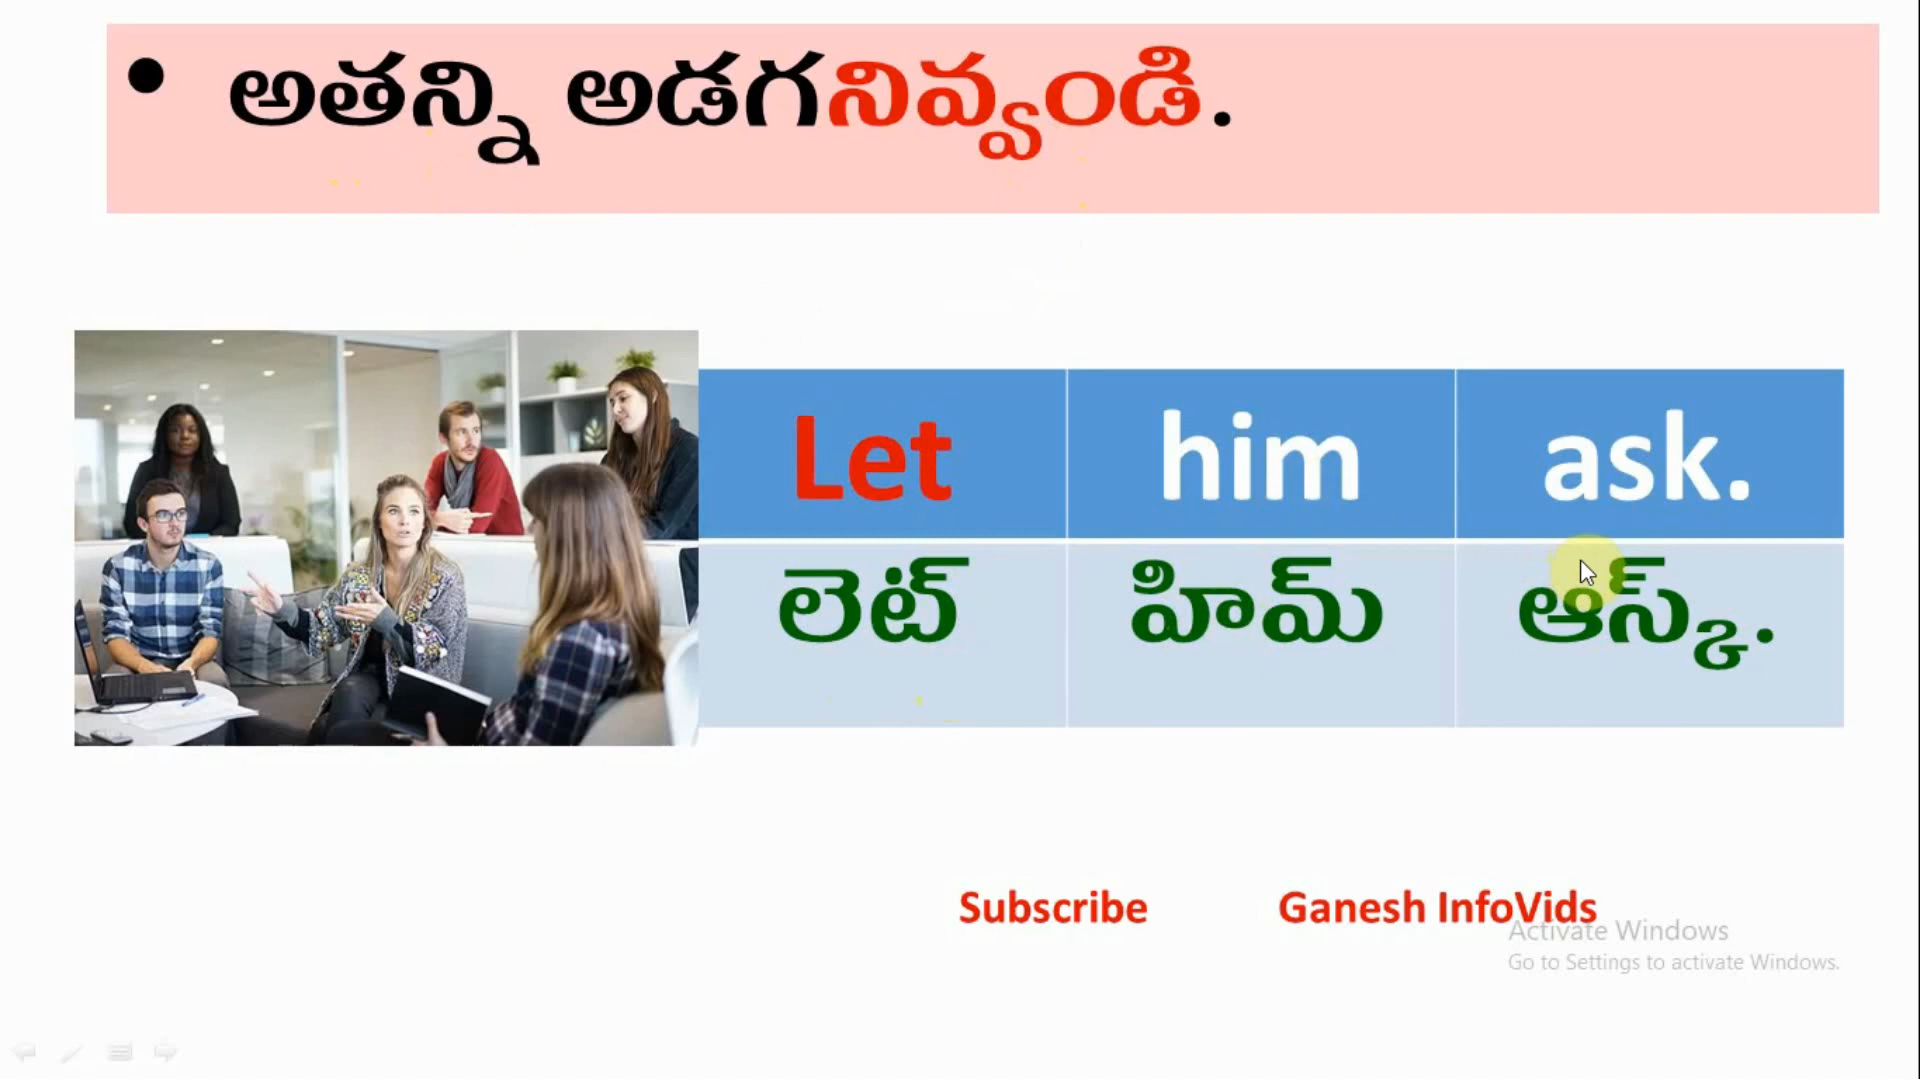 • అతన్ని అడగనివ్వండి.
Let him ask.
లెట్ హిమ్ ఆస్క్.
Subscribe Ganesh InfoVids
Activate Windows
Go to Settings to activate Windows.